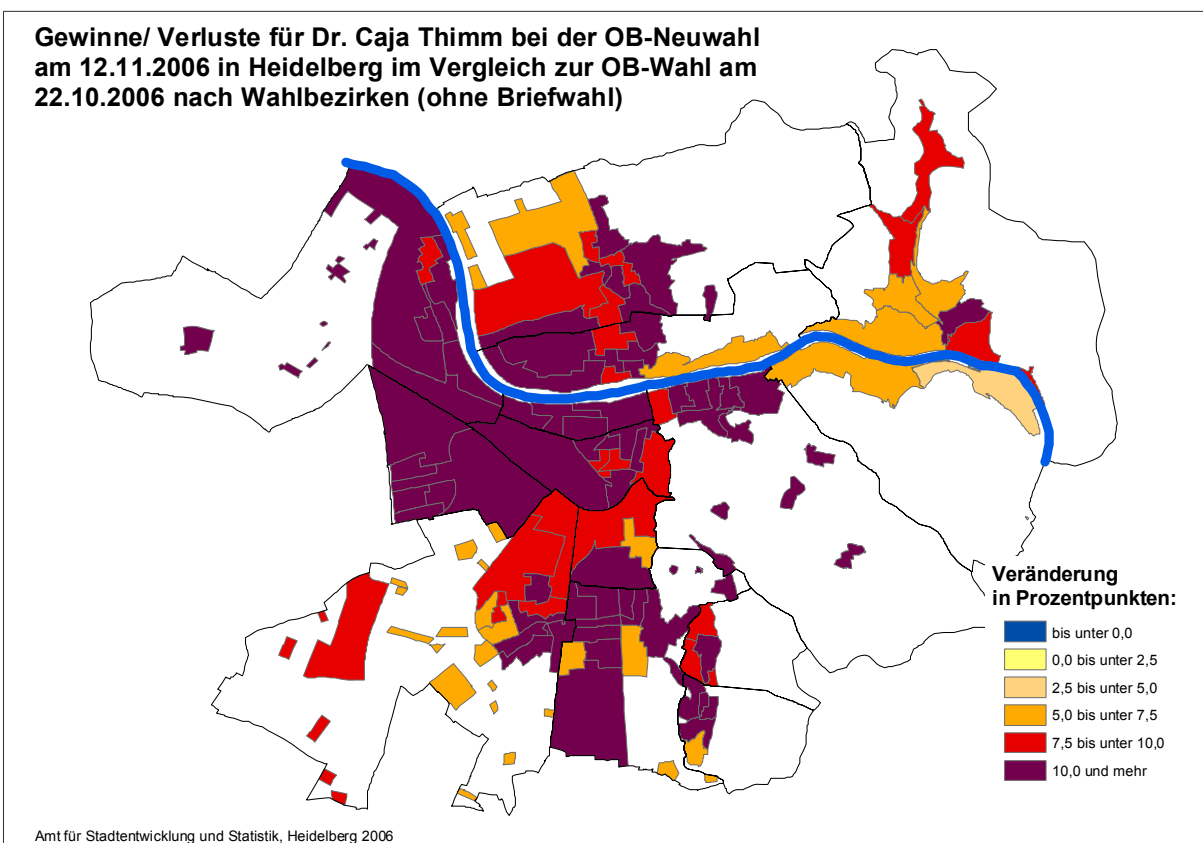 Gewinne/ Verluste für Dr. Caja Thimm bei der OB-Neuwahl
am 12.11.2006 in Heidelberg im Vergleich zur OB-Wahl am
22.10.2006 nach Wahlbezirken (ohne Briefwahl)
Veränderung
in Prozentpunkten:
bis unter 0,0
0,0 bis unter 2,5
2,5 bis unter 5,0
5,0 bis unter 7,5
7,5 bis unter 10,0
10,0 und mehr
Amt für Stadtentwicklung und Statistik, Heidelberg 2006